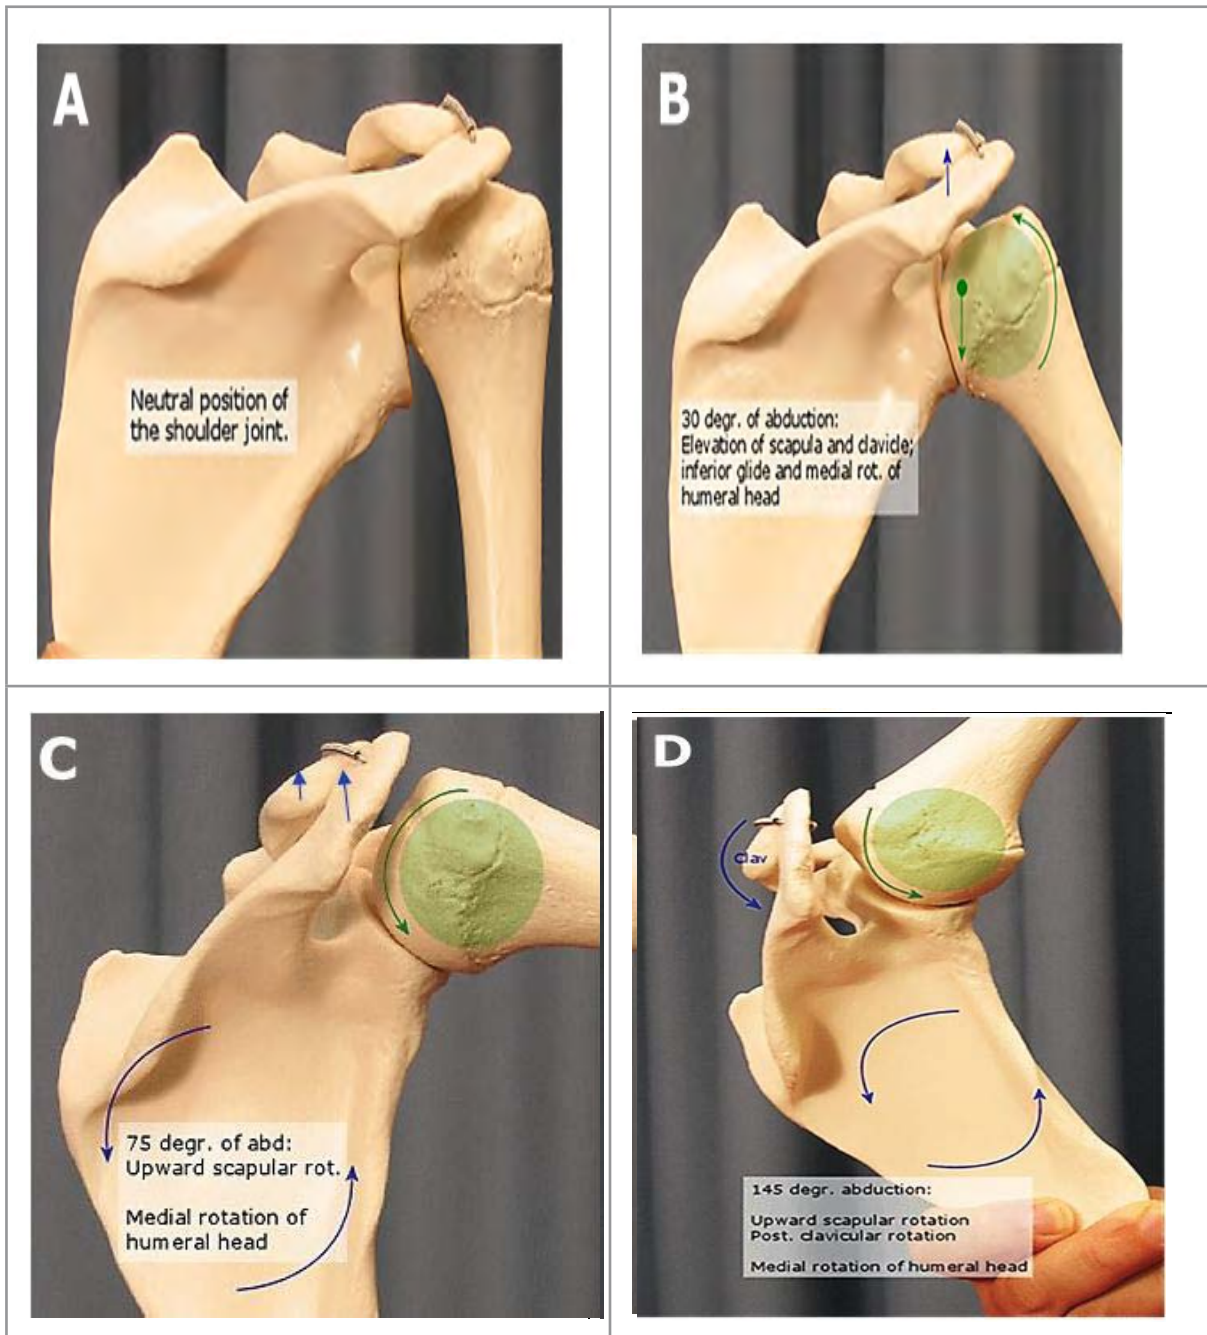 A
Neutral position of
the shoulder joint.
B
30 degr. of abduction:
Elevation of scapula and clavicle;
inferior glide and medial rot. of
humeral head
C
75 degr. of abd:
Upward scapular rot.
Medial rotation of
humeral head
D
Clav
145 degr. abduction:
Upward scapular rotation
Post. clavicular rotation
Medial rotation of humeral head